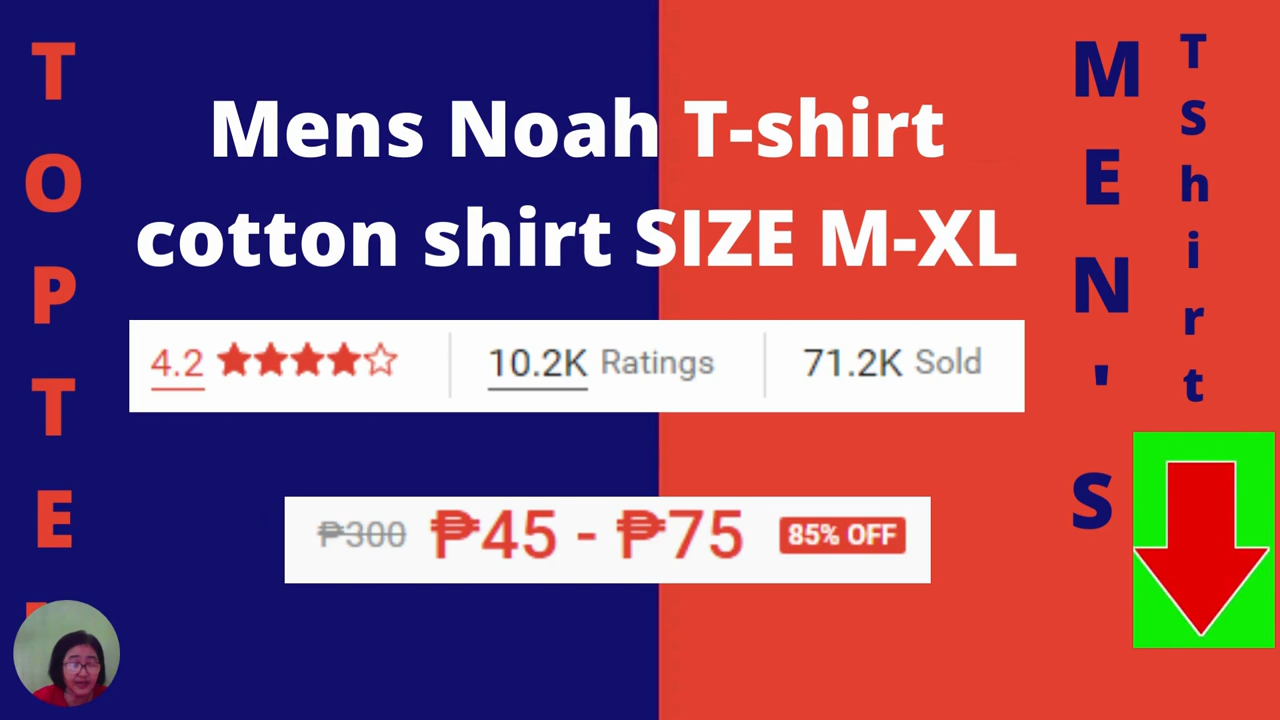 TOPTE
Mens Noah T-shirt
cotton shirt SIZE M-XL
4.2 10.2K Ratings 71.2K Sold
₱300 ₱45 - ₱75 85% OFF
MEN'S
TShirt